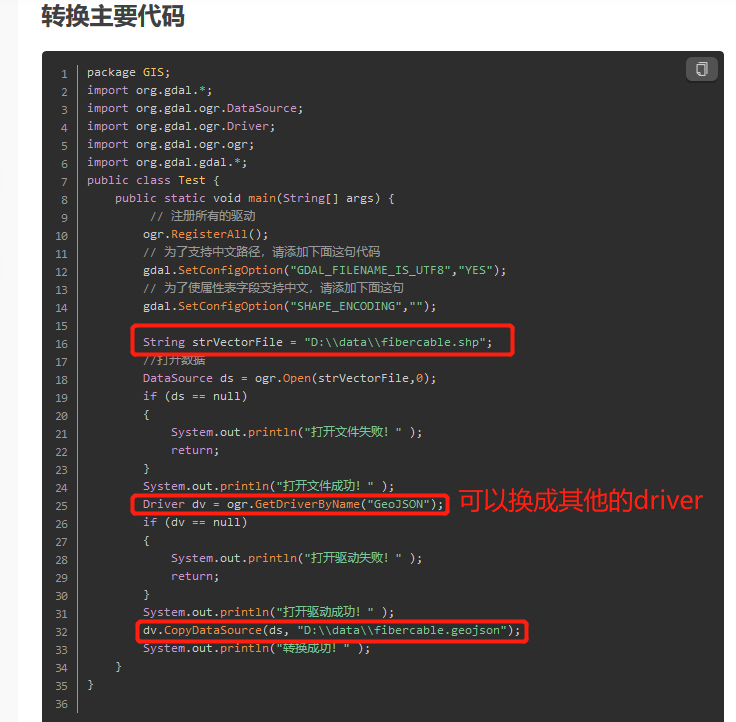 转换主要代码
1 package GIS;
2 import org.gdal.*;
3 import org.gdal.ogr.DataSource;
4 import org.gdal.ogr.Driver;
5 import org.gdal.ogr.ogr;
6 import org.gdal.gdal.*;
7 public class Test {
8     public static void main(String[] args) {
9          // 注册所有的驱动
10         ogr.RegisterAll();
11         // 为了支持中文路径，请添加下面这句代码
12         gdal.SetConfigOption("GDAL_FILENAME_IS_UTF8","YES");
13         // 为了使属性表字段支持中文，请添加下面这句
14         gdal.SetConfigOption("SHAPE_ENCODING","");
15
16         String strVectorFile = "D:\\data\\fibercable.shp";
17         //打开数据
18         DataSource ds = ogr.Open(strVectorFile,0);
19         if (ds == null)
20         {
21             System.out.println("打开文件失败！" );
22             return;
23         }
24         System.out.println("打开文件成功！" );
25         Driver dv = ogr.GetDriverByName("GeoJSON"); 可以换成其他的driver
26         if (dv == null)
27         {
28             System.out.println("打开驱动失败！" );
29             return;
30         }
31         System.out.println("打开驱动成功！" );
32         dv.CopyDataSource(ds, "D:\\data\\fibercable.geojson");
33         System.out.println("转换成功！" );
34     }
35 }
36